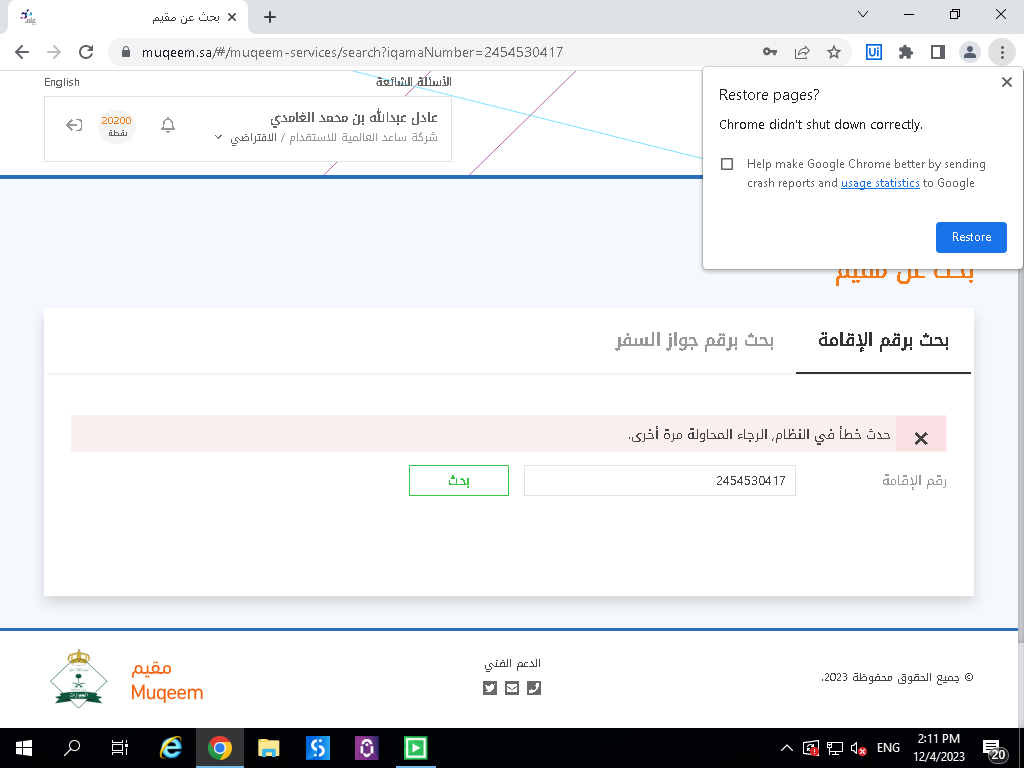 بحث عن مقيم
muqeem.sa/#/muqeem-services/search?iqamaNumber=2454530417
English
الأسئلة الشائعة
عادل عبدالله بن محمد الغامدي
شركة ساعد العالمية للاستقدام / الافتراضي
20200
نقطة
Restore pages?
Chrome didn't shut down correctly.
Help make Google Chrome better by sending
crash reports and usage statistics to Google
Restore
بحث عن مقيم
بحث برقم الإقامة
بحث برقم جواز السفر
حدث خطأ في النظام, الرجاء المحاولة مرة أخرى.
رقم الإقامة
2454530417
بحث
مقيم
Muqeem
الدعم الفني
© جميع الحقوق محفوظة 2023.
ENG
2:11 PM
12/4/2023
20